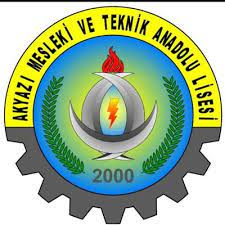 AKYAZI MESLEKİ VE TEKNİK ANADOLU LİSESİ
2000